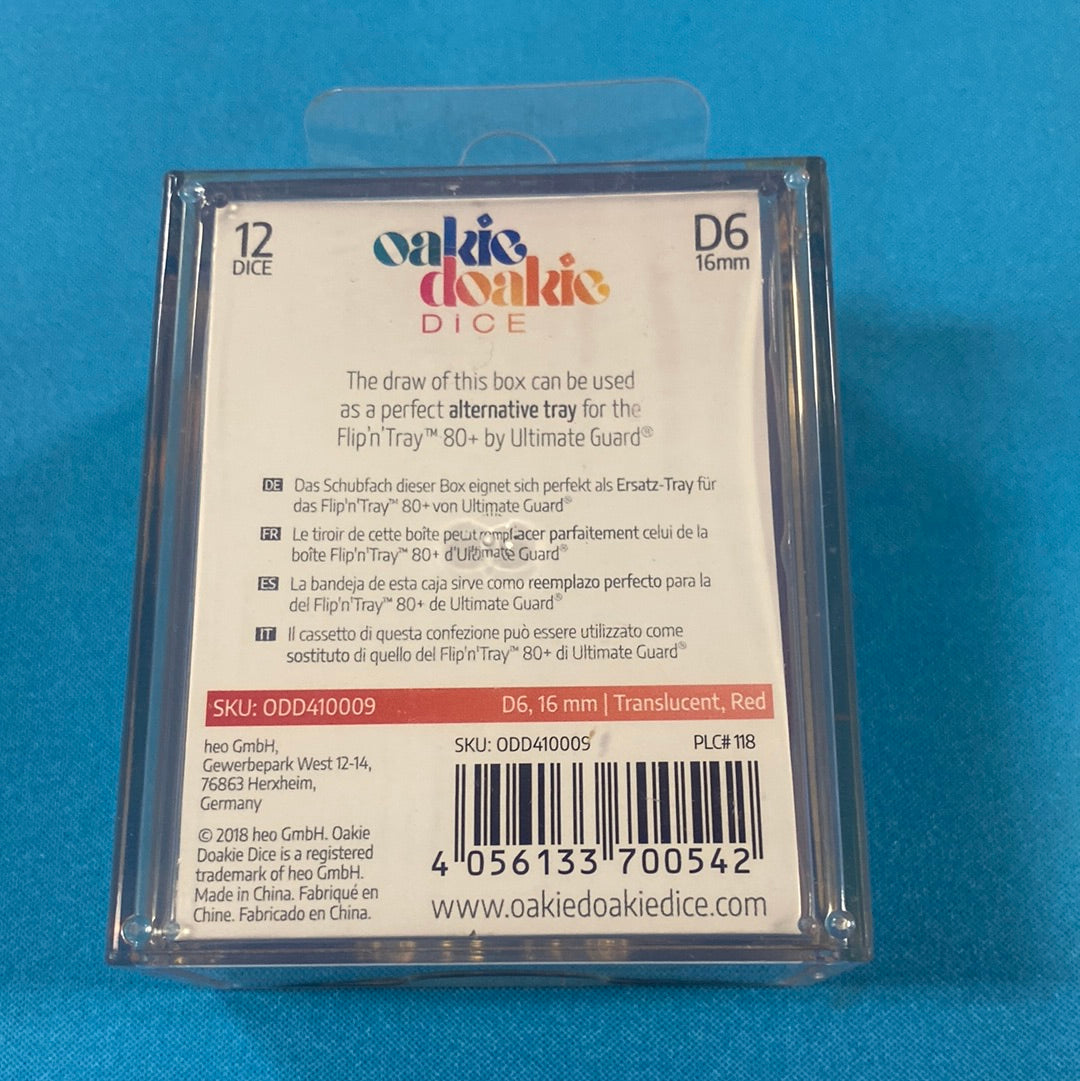 12
DICE
oakie
doakie
DiCE
D6
16mm
The draw of this box can be used
as a perfect alternative tray for the
Flip'n'Tray™ 80+ by Ultimate Guard®
DE Das Schubfach dieser Box eignet sich perfekt als Ersatz-Tray für
das Flip'n'Tray™ 80+ von Ultimate Guard®
FR Le tiroir de cette boîte peut remplacer parfaitement celui de la
boîte Flip'n'Tray™ 80+ d'Ultimate Guard®
ES La bandeja de esta caja sirve como reemplazo perfecto para la
del Flip'n'Tray™ 80+ de Ultimate Guard®
IT Il cassetto di questa confezione può essere utilizzato come
sostituto di quello del Flip'n'Tray™ 80+ di Ultimate Guard®
SKU: ODD410009 D6, 16 mm | Translucent, Red
heo GmbH,
Gewerbepark West 12-14,
76863 Herxheim,
Germany
© 2018 heo GmbH. Oakie
Doakie Dice is a registered
trademark of heo GmbH.
Made in China. Fabriqué en
Chine. Fabricado en China.
SKU: ODD410009 PLC# 118
4 056133 700542
www.oakiedoakiedice.com